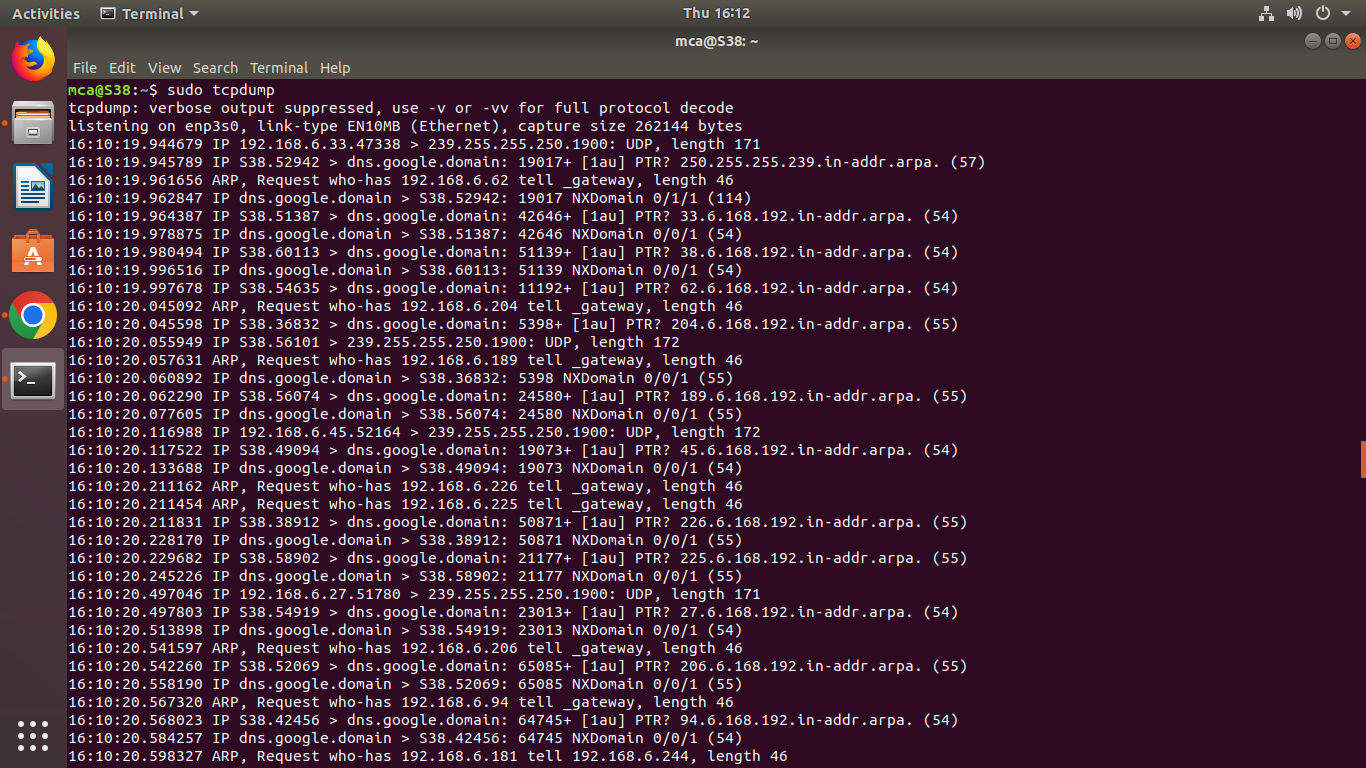 Activities Terminal Thu 16:12
mca@S38: ~
File Edit View Search Terminal Help
mca@S38:~$ sudo tcpdump
tcpdump: verbose output suppressed, use -v or -vv for full protocol decode
listening on enp3s0, link-type EN10MB (Ethernet), capture size 262144 bytes
16:10:19.944679 IP 192.168.6.33.47338 > 239.255.255.250.1900: UDP, length 171
16:10:19.945789 IP S38.52942 > dns.google.domain: 19017+ [1au] PTR? 250.255.255.239.in-addr.arpa. (57)
16:10:19.961656 ARP, Request who-has 192.168.6.62 tell _gateway, length 46
16:10:19.962847 IP dns.google.domain > S38.52942: 19017 NXDomain 0/1/1 (114)
16:10:19.964387 IP S38.51387 > dns.google.domain: 42646+ [1au] PTR? 33.6.168.192.in-addr.arpa. (54)
16:10:19.978875 IP dns.google.domain > S38.51387: 42646 NXDomain 0/0/1 (54)
16:10:19.980494 IP S38.60113 > dns.google.domain: 51139+ [1au] PTR? 38.6.168.192.in-addr.arpa. (54)
16:10:19.996516 IP dns.google.domain > S38.60113: 51139 NXDomain 0/0/1 (54)
16:10:19.997678 IP S38.54635 > dns.google.domain: 11192+ [1au] PTR? 62.6.168.192.in-addr.arpa. (54)
16:10:20.045092 ARP, Request who-has 192.168.6.204 tell _gateway, length 46
16:10:20.045598 IP S38.36832 > dns.google.domain: 5398+ [1au] PTR? 204.6.168.192.in-addr.arpa. (55)
16:10:20.055949 IP S38.56101 > 239.255.255.250.1900: UDP, length 172
16:10:20.057631 ARP, Request who-has 192.168.6.189 tell _gateway, length 46
16:10:20.060892 IP dns.google.domain > S38.36832: 5398 NXDomain 0/0/1 (55)
16:10:20.062290 IP S38.56074 > dns.google.domain: 24580+ [1au] PTR? 189.6.168.192.in-addr.arpa. (55)
16:10:20.077605 IP dns.google.domain > S38.56074: 24580 NXDomain 0/0/1 (55)
16:10:20.116988 IP 192.168.6.45.52164 > 239.255.255.250.1900: UDP, length 172
16:10:20.117522 IP S38.49094 > dns.google.domain: 19073+ [1au] PTR? 45.6.168.192.in-addr.arpa. (54)
16:10:20.133688 IP dns.google.domain > S38.49094: 19073 NXDomain 0/0/1 (54)
16:10:20.211162 ARP, Request who-has 192.168.6.226 tell _gateway, length 46
16:10:20.211454 ARP, Request who-has 192.168.6.225 tell _gateway, length 46
16:10:20.211831 IP S38.38912 > dns.google.domain: 50871+ [1au] PTR? 226.6.168.192.in-addr.arpa. (55)
16:10:20.228170 IP dns.google.domain > S38.38912: 50871 NXDomain 0/0/1 (55)
16:10:20.229682 IP S38.58902 > dns.google.domain: 21177+ [1au] PTR? 225.6.168.192.in-addr.arpa. (55)
16:10:20.245226 IP dns.google.domain > S38.58902: 21177 NXDomain 0/0/1 (55)
16:10:20.497046 IP 192.168.6.27.51780 > 239.255.255.250.1900: UDP, length 171
16:10:20.497803 IP S38.54919 > dns.google.domain: 23013+ [1au] PTR? 27.6.168.192.in-addr.arpa. (54)
16:10:20.513898 IP dns.google.domain > S38.54919: 23013 NXDomain 0/0/1 (54)
16:10:20.541597 ARP, Request who-has 192.168.6.206 tell _gateway, length 46
16:10:20.542260 IP S38.52069 > dns.google.domain: 65085+ [1au] PTR? 206.6.168.192.in-addr.arpa. (55)
16:10:20.558190 IP dns.google.domain > S38.52069: 65085 NXDomain 0/0/1 (55)
16:10:20.567320 ARP, Request who-has 192.168.6.94 tell _gateway, length 46
16:10:20.568023 IP S38.42456 > dns.google.domain: 64745+ [1au] PTR? 94.6.168.192.in-addr.arpa. (54)
16:10:20.584257 IP dns.google.domain > S38.42456: 64745 NXDomain 0/0/1 (54)
16:10:20.598327 ARP, Request who-has 192.168.6.181 tell 192.168.6.244, length 46